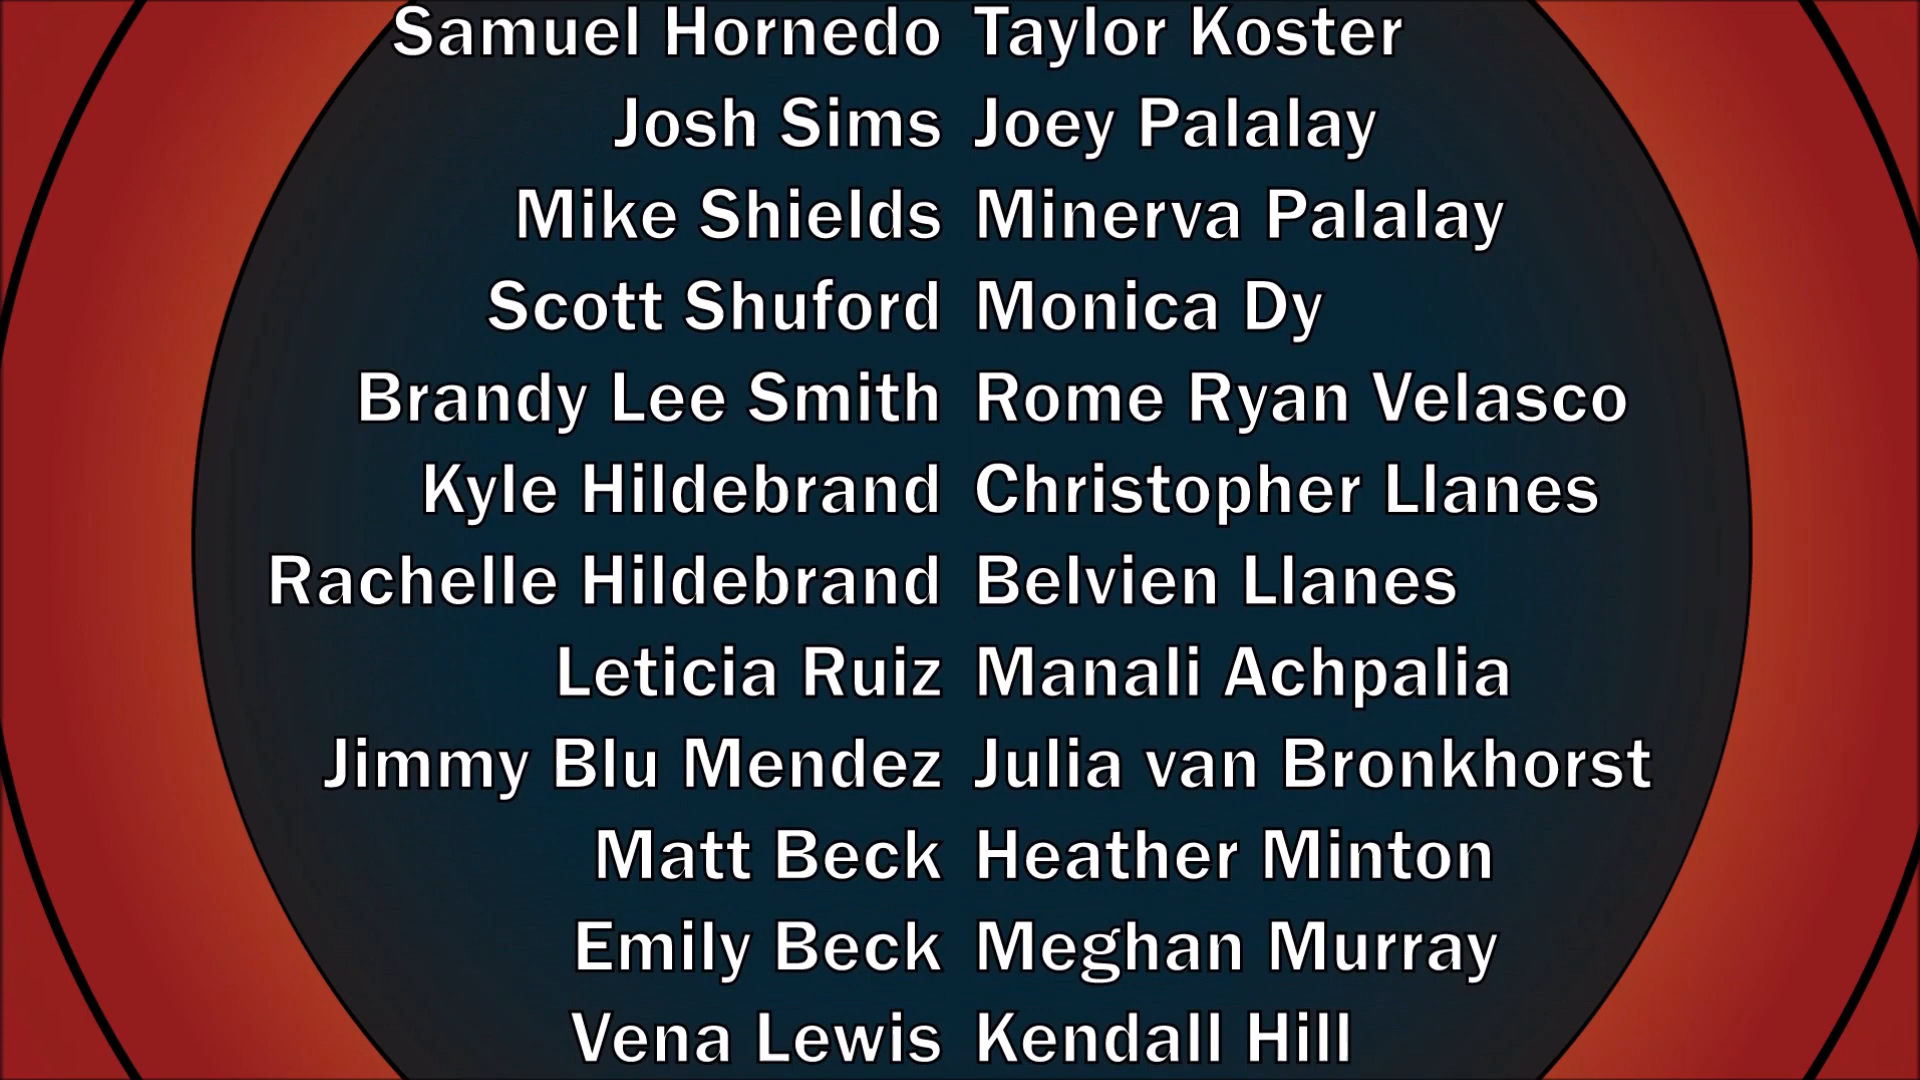 Samuel Hornedo Taylor Koster
Josh Sims Joey Palalay
Mike Shields Minerva Palalay
Scott Shuford Monica Dy
Brandy Lee Smith Rome Ryan Velasco
Kyle Hildebrand Christopher Llanes
Rachelle Hildebrand Belvien Llanes
Leticia Ruiz Manali Achpalia
Jimmy Blu Mendez Julia van Bronkhorst
Matt Beck Heather Minton
Emily Beck Meghan Murray
Vena Lewis Kendall Hill